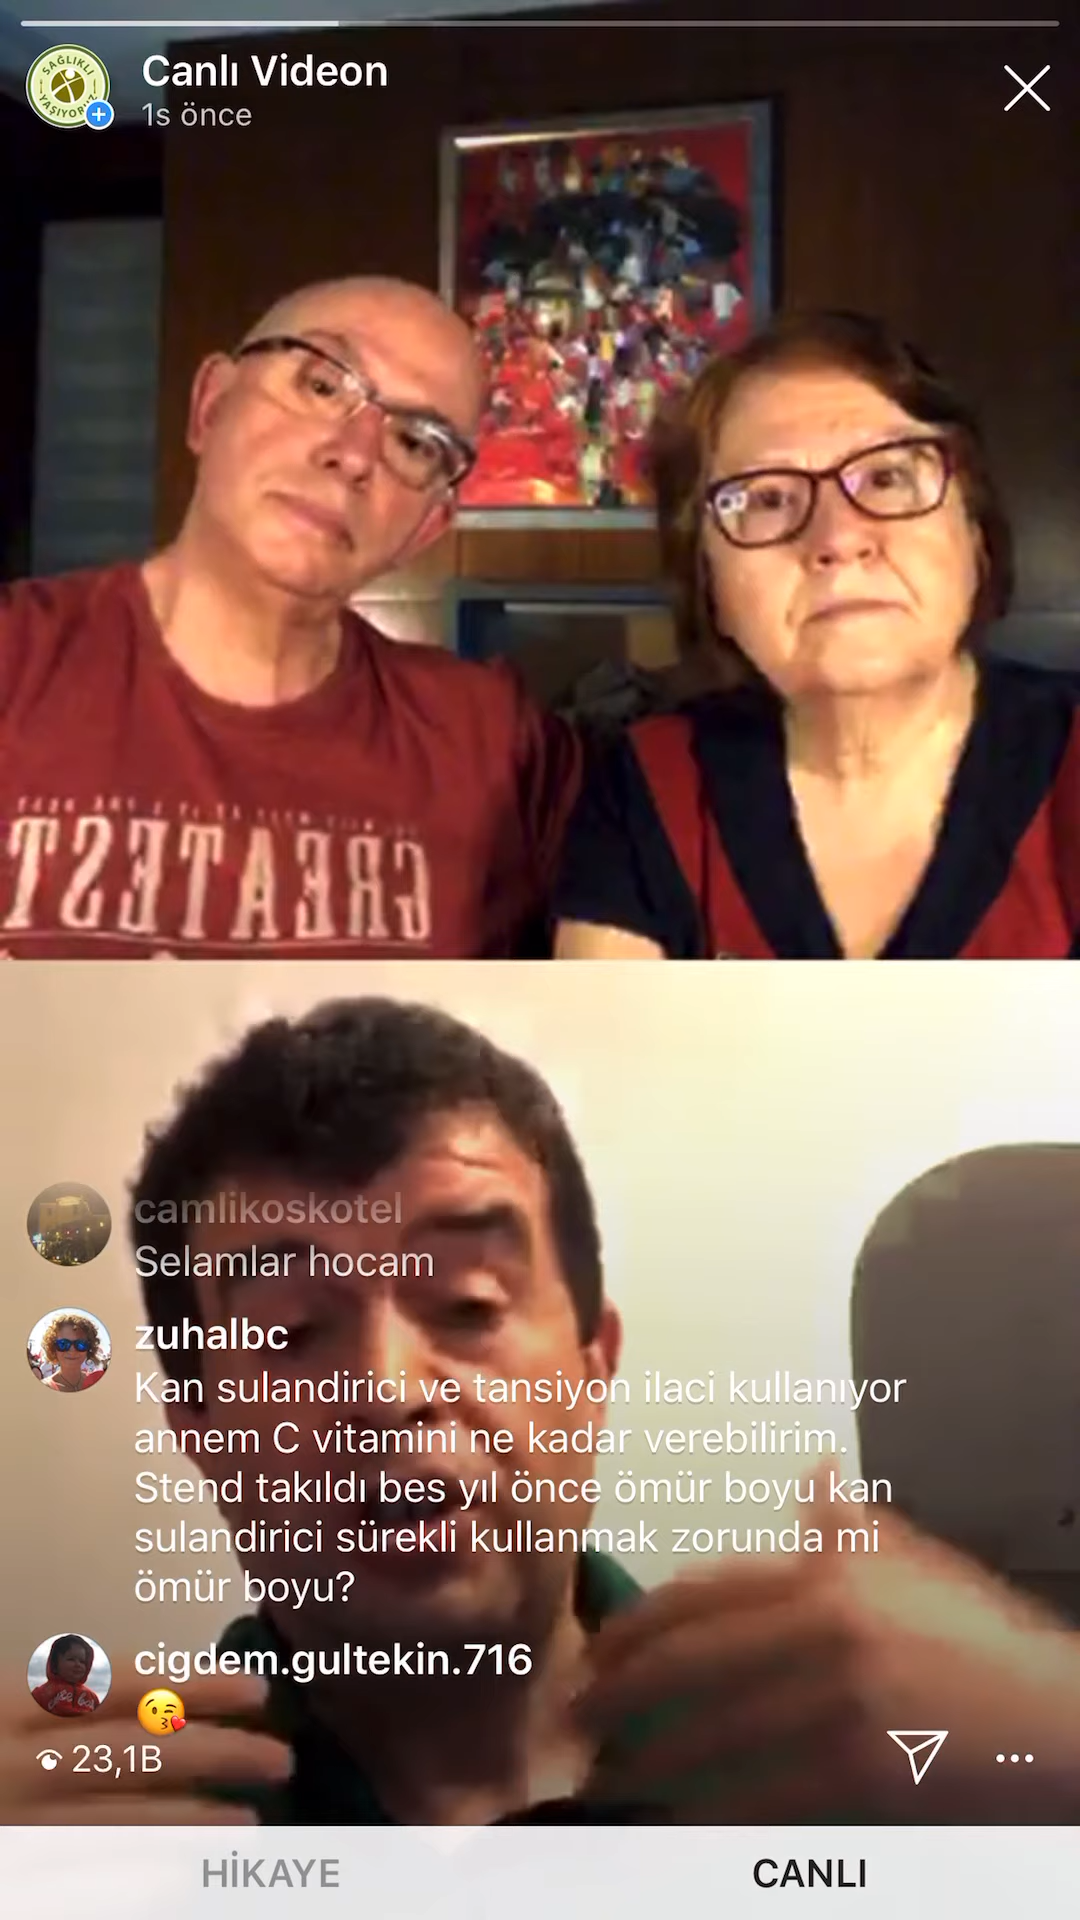 SAĞLIKLI
YAŞIYORUZ
Canlı Videon
1s önce
GREATEST
camlikoskotel
Selamlar hocam
zuhalbc
Kan sulandirici ve tansiyon ilaci kullanıyor
annem C vitamini ne kadar verebilirim.
Stend takıldı bes yıl önce ömür boyu kan
sulandirici sürekli kullanmak zorunda mi
ömür boyu?
cigdem.gultekin.716
😘
23,1B
HİKAYE
CANLI